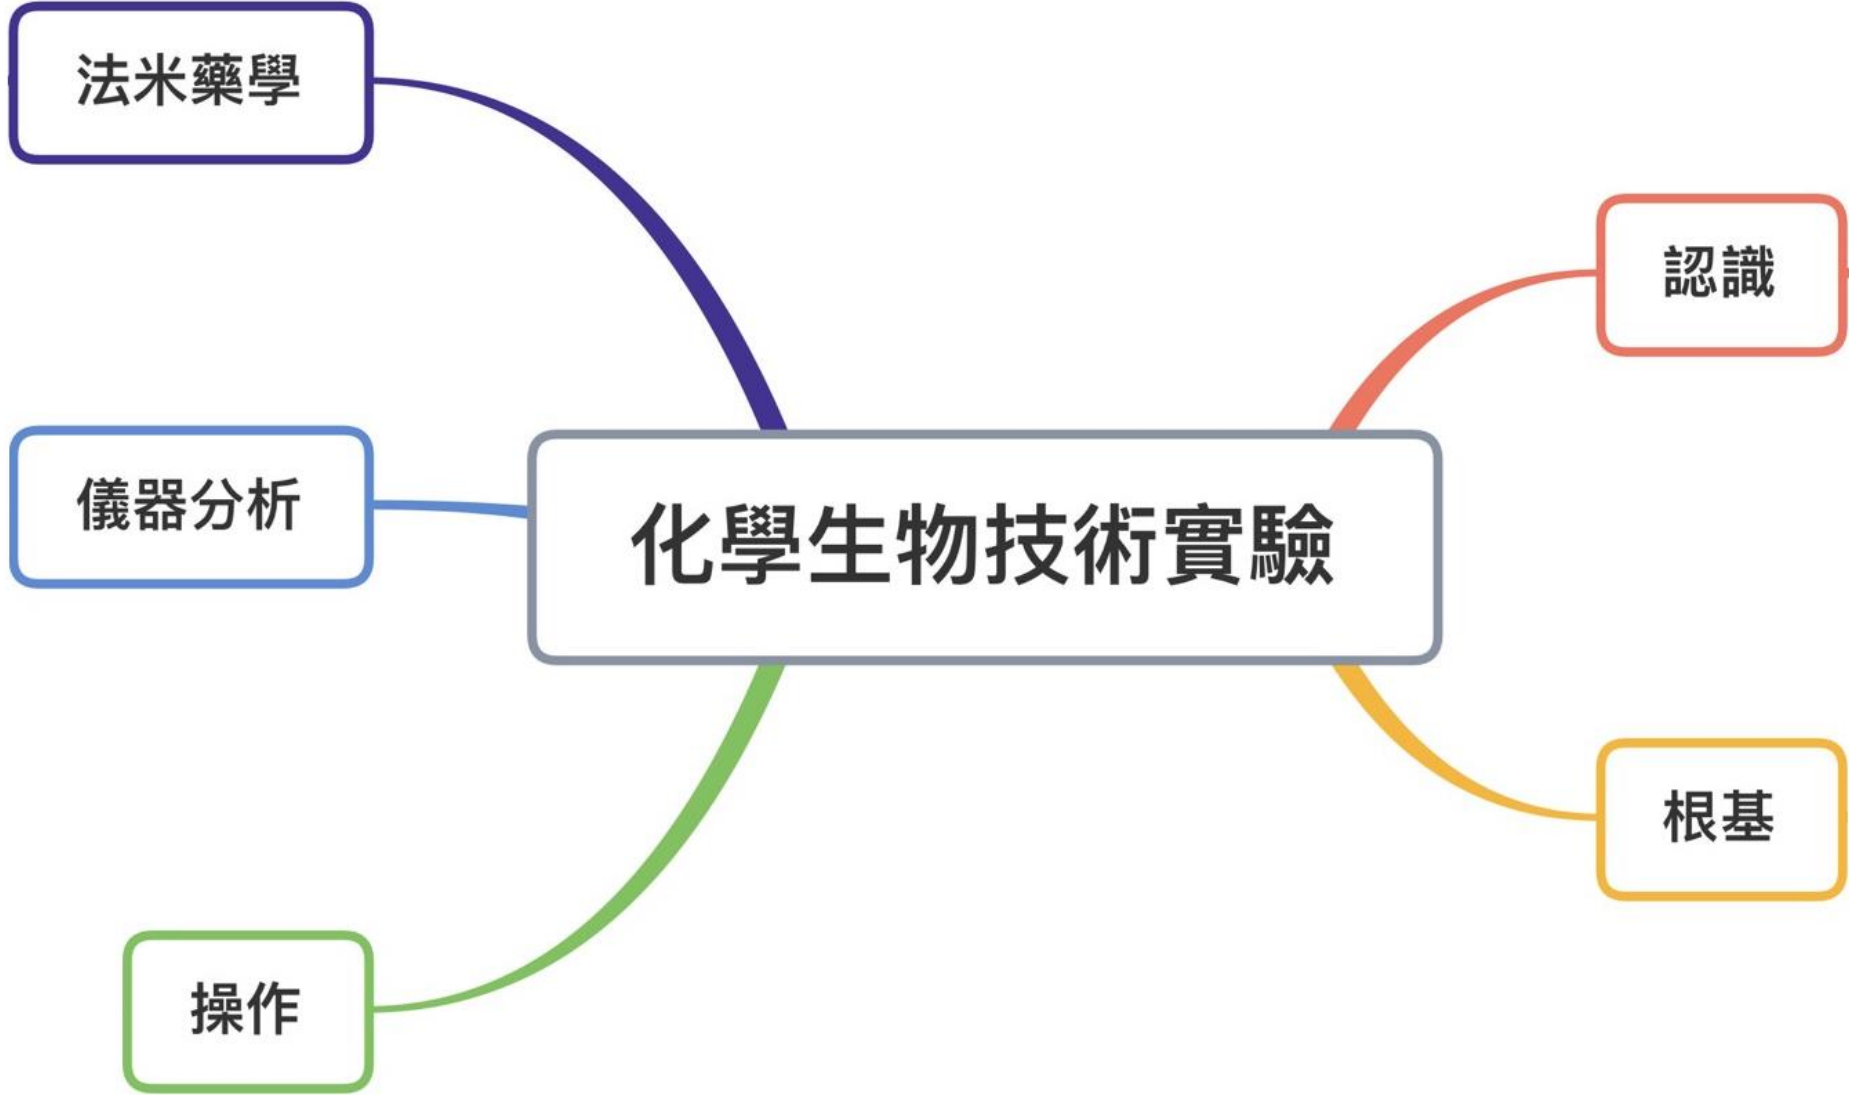 法米藥學
認識
儀器分析
化學生物技術實驗
根基
操作